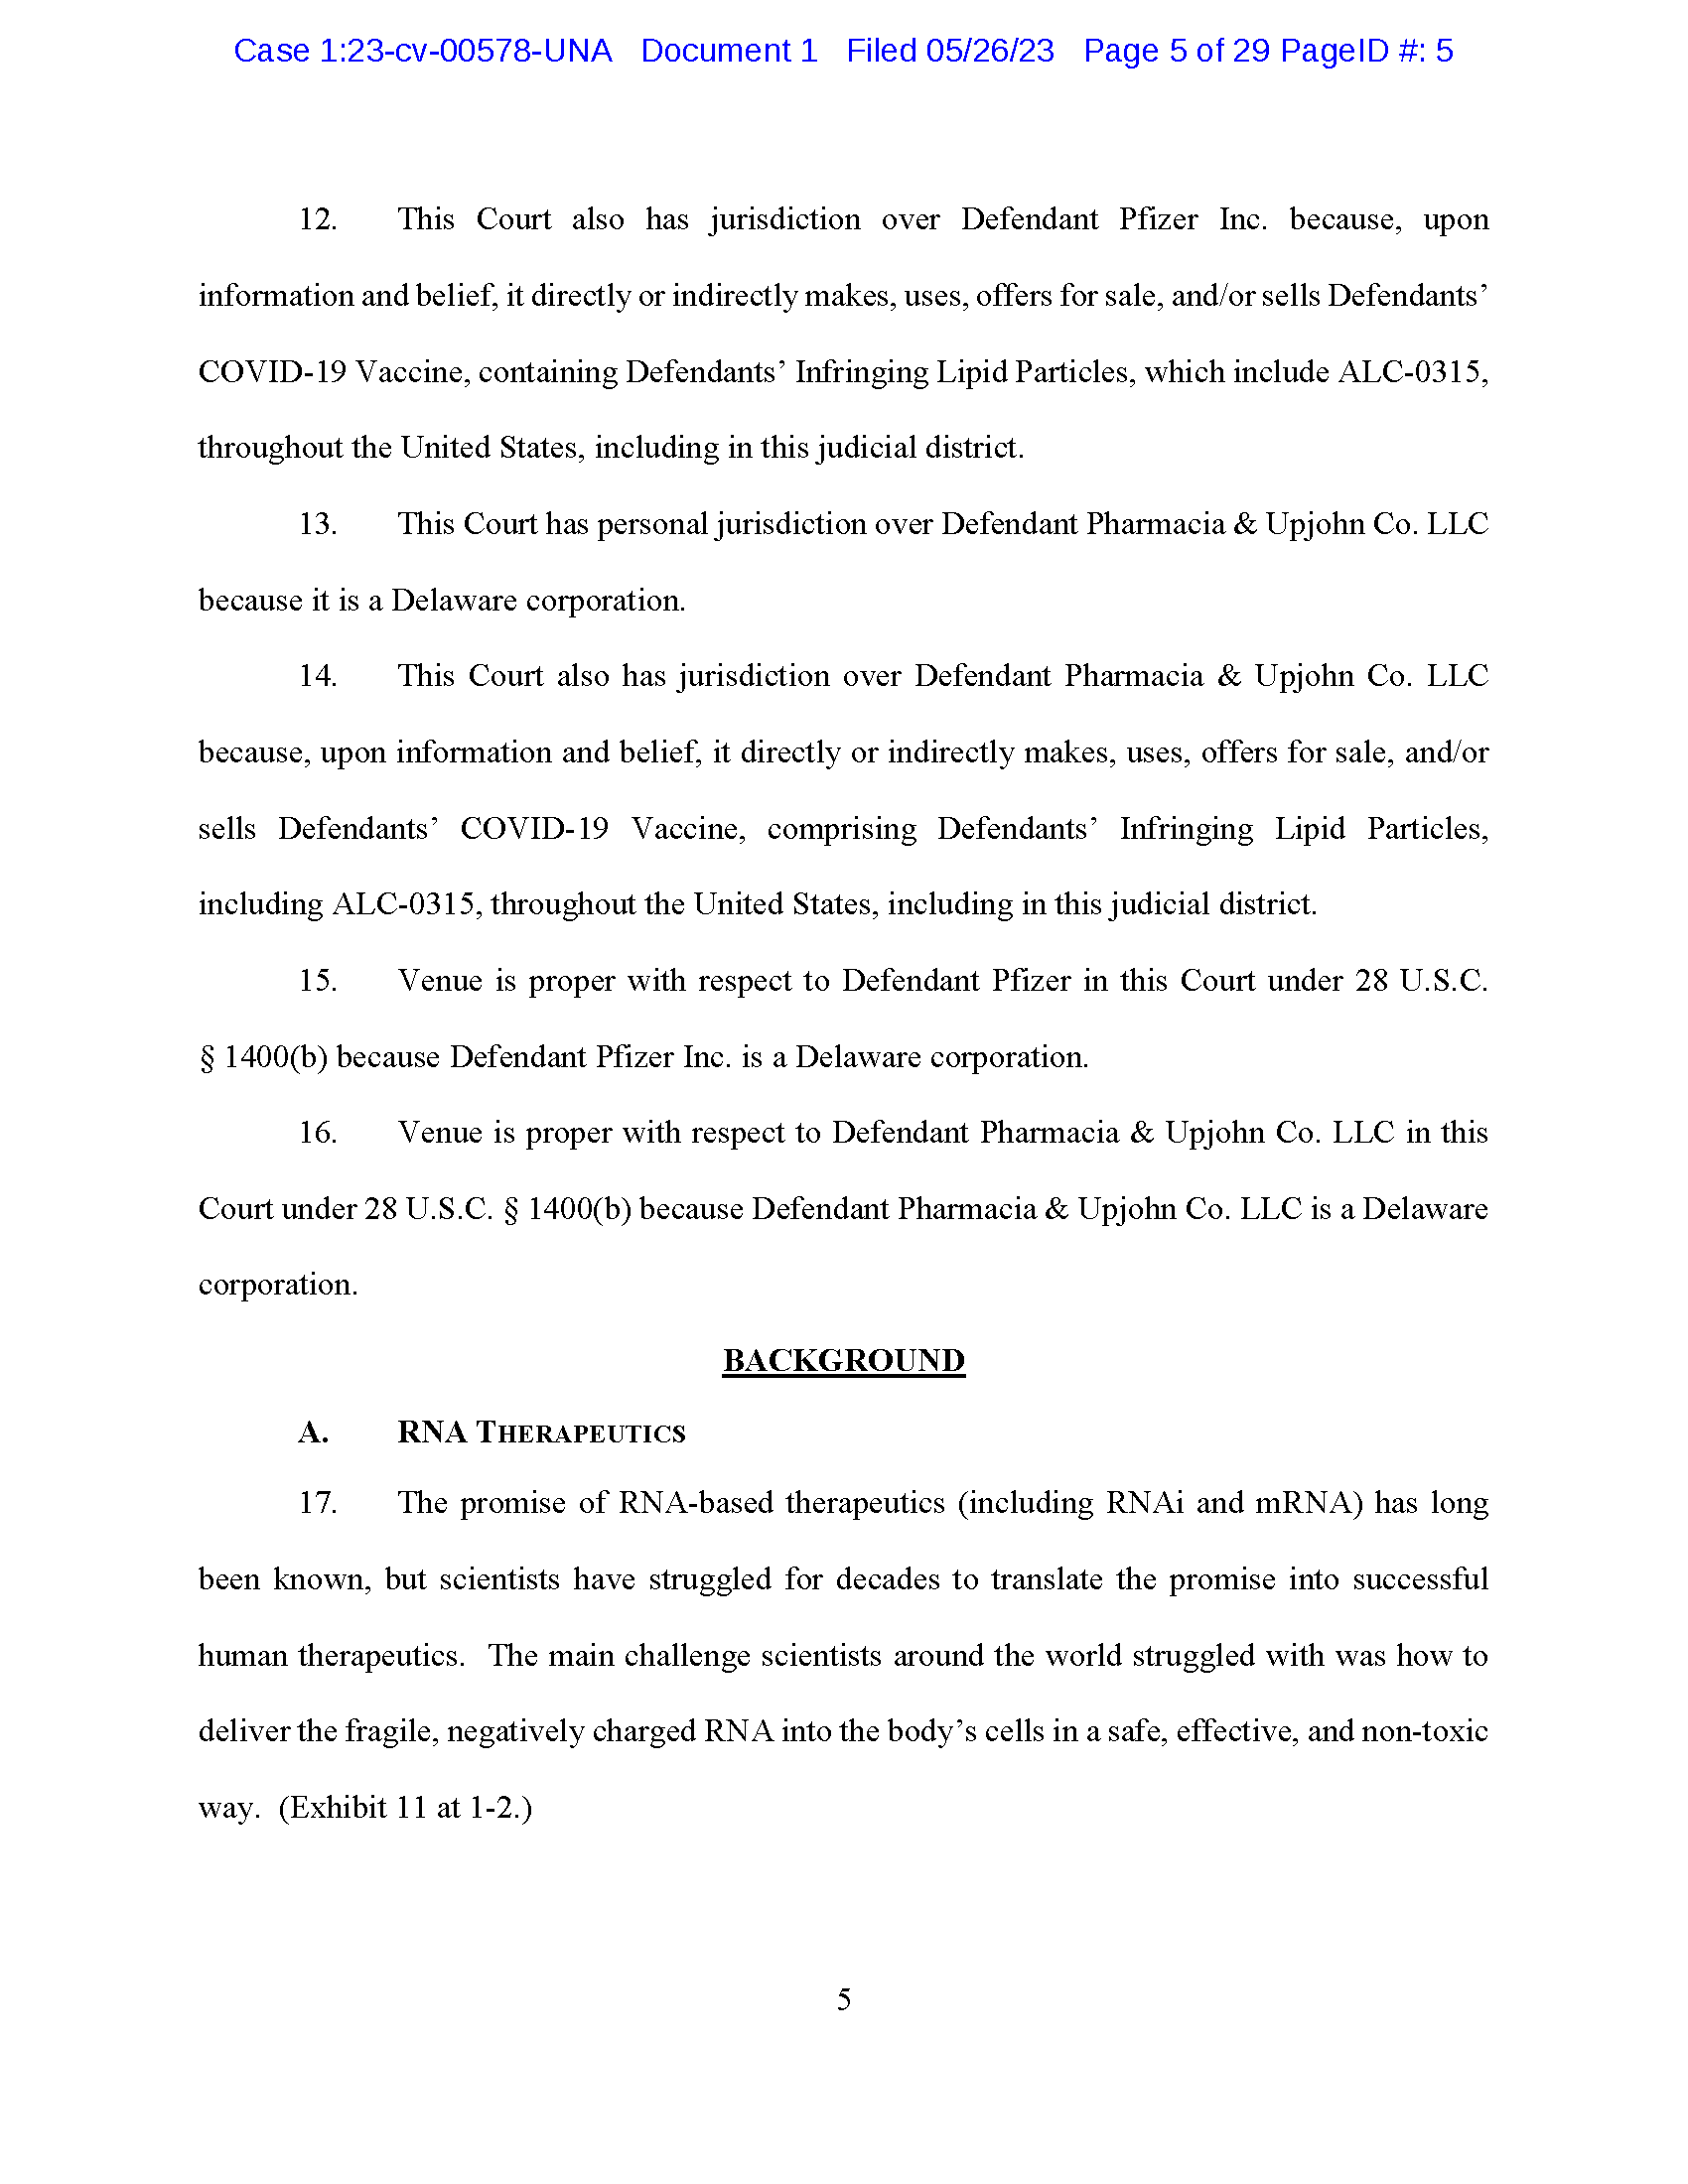 Case 1:23-cv-00578-UNA Document 1 Filed 05/26/23 Page 5 of 29 PageID #: 5
12. This Court also has jurisdiction over Defendant Pfizer Inc. because, upon
information and belief, it directly or indirectly makes, uses, offers for sale, and/or sells Defendants’
COVID-19 Vaccine, containing Defendants’ Infringing Lipid Particles, which include ALC-0315,
throughout the United States, including in this judicial district.
13. This Court has personal jurisdiction over Defendant Pharmacia & Upjohn Co. LLC
because it is a Delaware corporation.
14. This Court also has jurisdiction over Defendant Pharmacia & Upjohn Co. LLC
because, upon information and belief, it directly or indirectly makes, uses, offers for sale, and/or
sells Defendants’ COVID-19 Vaccine, comprising Defendants’ Infringing Lipid Particles,
including ALC-0315, throughout the United States, including in this judicial district.
15. Venue is proper with respect to Defendant Pfizer in this Court under 28 U.S.C.
§ 1400(b) because Defendant Pfizer Inc. is a Delaware corporation.
16. Venue is proper with respect to Defendant Pharmacia & Upjohn Co. LLC in this
Court under 28 U.S.C. § 1400(b) because Defendant Pharmacia & Upjohn Co. LLC is a Delaware
corporation.
BACKGROUND
A. RNA THERAPEUTICS
17. The promise of RNA-based therapeutics (including RNAi and mRNA) has long
been known, but scientists have struggled for decades to translate the promise into successful
human therapeutics. The main challenge scientists around the world struggled with was how to
deliver the fragile, negatively charged RNA into the body’s cells in a safe, effective, and non-toxic
way. (Exhibit 11 at 1-2.)
5